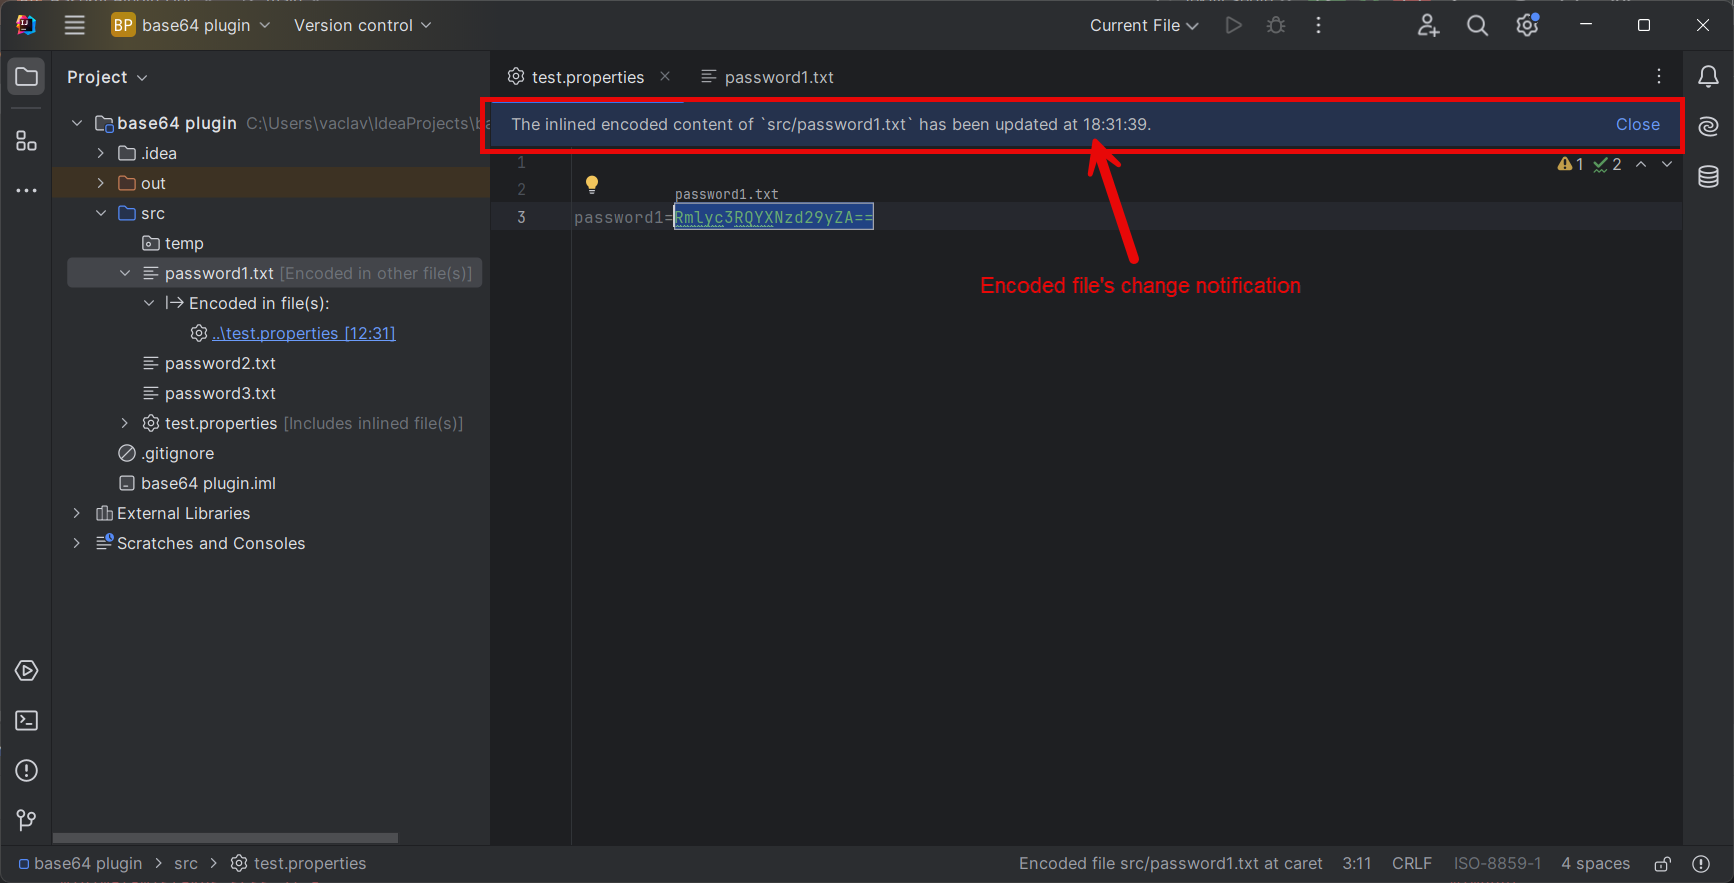 BP base64 plugin Version control Current File
Project
test.properties
password1.txt
base64 plugin C:\Users\vaclav\IdeaProjects\
The inlined encoded content of `src/password1.txt` has been updated at 18:31:39. Close
.idea
out
src
temp
password1.txt [Encoded in other file(s)]
Encoded in file(s):
..\test.properties [12:31]
password2.txt
password3.txt
test.properties [Includes inlined file(s)]
.gitignore
base64 plugin.iml
External Libraries
Scratches and Consoles
1
1 2
2
password1.txt
3 password1=Rmlyc3RQYXNzd29yZA==
Encoded file's change notification
base64 plugin > src > test.properties
Encoded file src/password1.txt at caret 3:11 CRLF ISO-8859-1 4 spaces